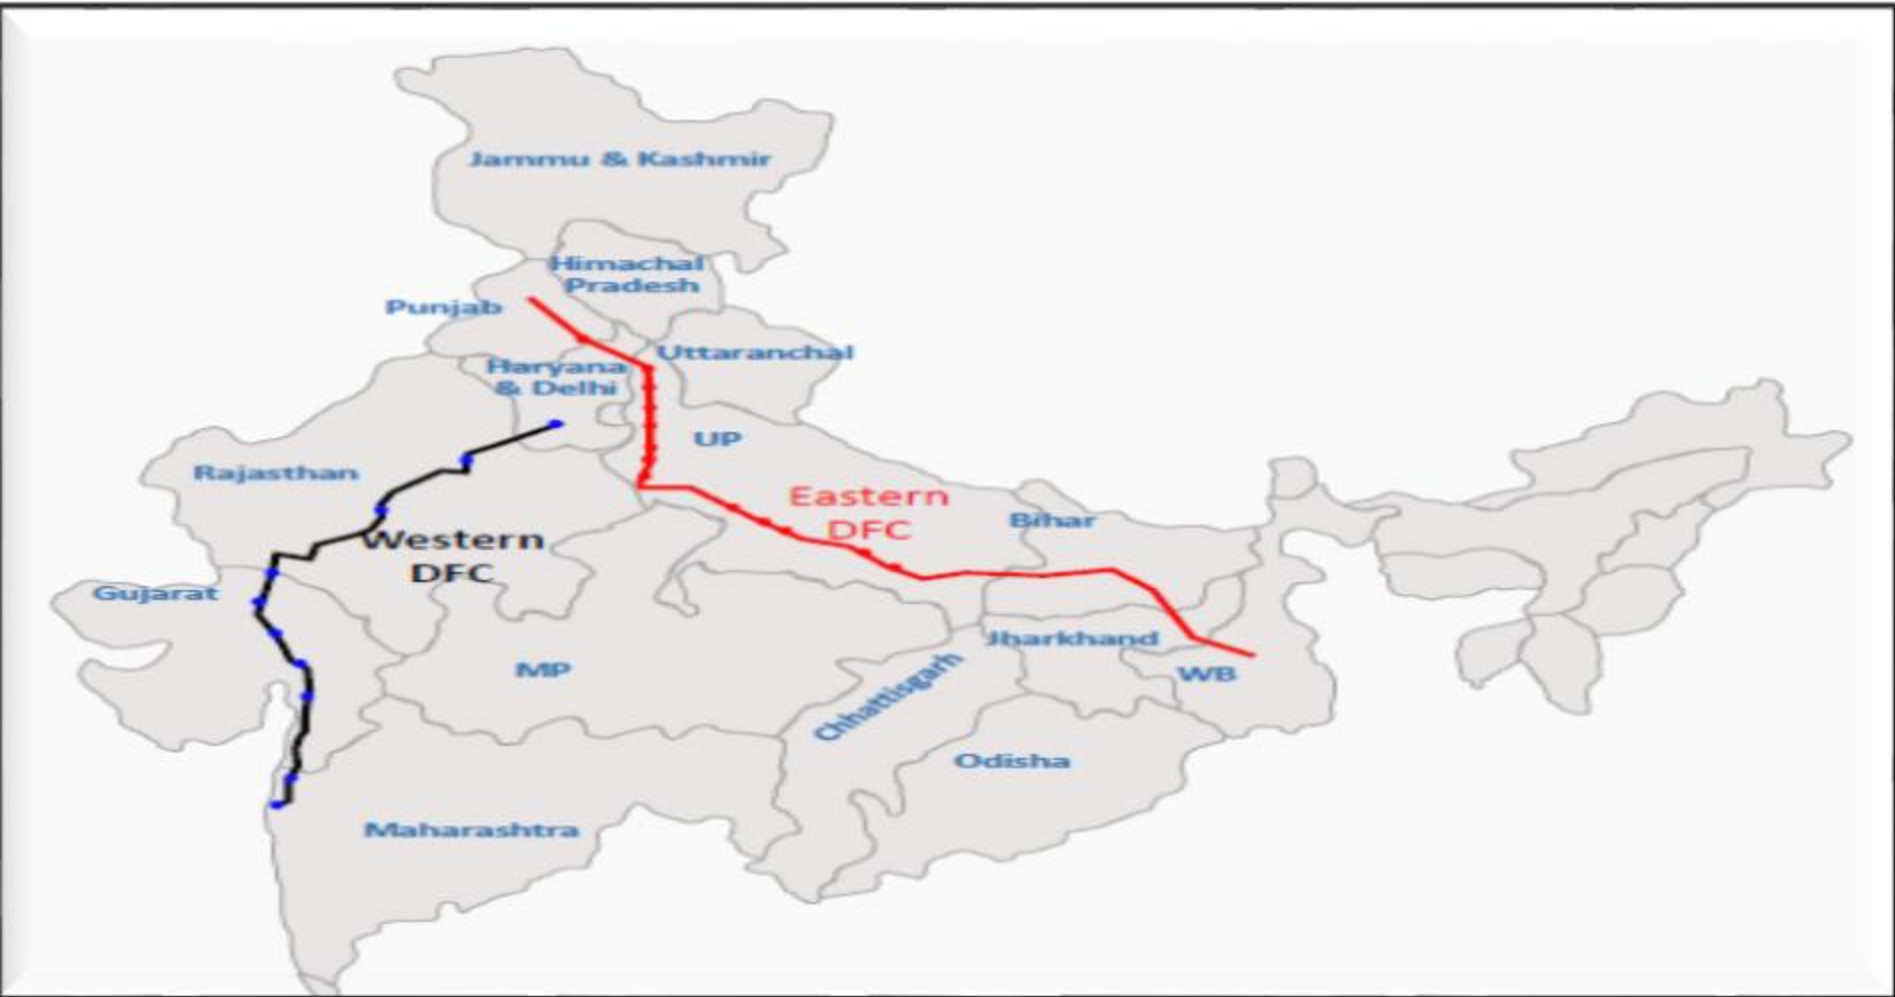 Jammu & Kashmir
Himachal
Pradesh
Punjab
Uttaranchal
Haryana
& Delhi
UP
Rajasthan
Eastern
DFC
Bihar
Western
DFC
Gujarat
Jharkhand
MP
WB
Chhattisgarh
Odisha
Maharashtra